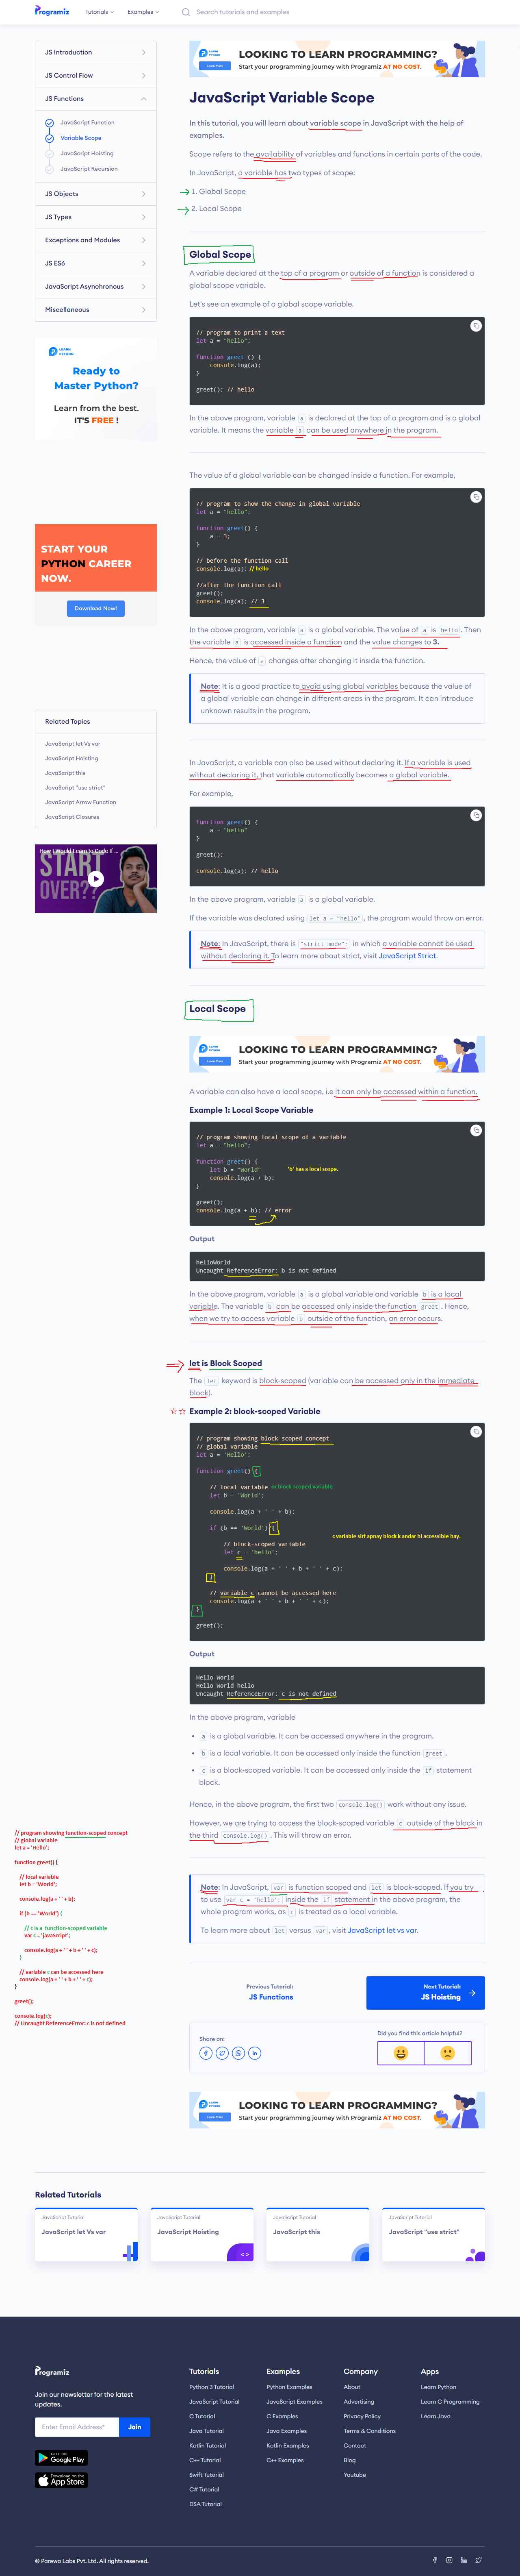 Programiz
Tutorials
Examples
Search tutorials and examples
JS Introduction
JS Control Flow
JS Functions
JavaScript Function
Variable Scope
JavaScript Hoisting
JavaScript Recursion
JS Objects
JS Types
Exceptions and Modules
JS ES6
JavaScript Asynchronous
Miscellaneous
LEARN
PYTHON
Ready to
Master Python?
Learn from the best.
IT'S FREE !
START YOUR
PYTHON CAREER
NOW.
Download Now!
Related Topics
JavaScript let Vs var
JavaScript Hoisting
JavaScript this
JavaScript "use strict"
JavaScript Arrow Function
JavaScript Closures
How I Would Learn to Code If ...
START
OVER??
LEARN
PYTHON
Learn More
LOOKING TO LEARN PROGRAMMING?
Start your programming journey with Programiz AT NO COST.
JavaScript Variable Scope
In this tutorial, you will learn about variable scope in JavaScript with the help of
examples.
Scope refers to the availability of variables and functions in certain parts of the code.
In JavaScript, a variable has two types of scope:
1. Global Scope
2. Local Scope
Global Scope
A variable declared at the top of a program or outside of a function is considered a
global scope variable.
Let's see an example of a global scope variable.
// program to print a text
let a = "hello";
function greet () {
console.log(a);
}
greet(); // hello
In the above program, variable a is declared at the top of a program and is a global
variable. It means the variable a can be used anywhere in the program.
The value of a global variable can be changed inside a function. For example,
// program to show the change in global variable
let a = "hello";
function greet() {
a = 3;
}
// before the function call
console.log(a); // hello
//after the function call
greet();
console.log(a); // 3
In the above program, variable a is a global variable. The value of a is hello . Then
the variable a is accessed inside a function and the value changes to 3.
Hence, the value of a changes after changing it inside the function.
Note: It is a good practice to avoid using global variables because the value of
a global variable can change in different areas in the program. It can introduce
unknown results in the program.
In JavaScript, a variable can also be used without declaring it. If a variable is used
without declaring it, that variable automatically becomes a global variable.
For example,
function greet() {
a = "hello"
}
greet();
console.log(a); // hello
In the above program, variable a is a global variable.
If the variable was declared using let a = "hello" , the program would throw an error.
Note: In JavaScript, there is "strict mode"; in which a variable cannot be used
without declaring it. To learn more about strict, visit JavaScript Strict.
Local Scope
LEARN
PYTHON
Learn More
LOOKING TO LEARN PROGRAMMING?
Start your programming journey with Programiz AT NO COST.
A variable can also have a local scope, i.e it can only be accessed within a function.
Example 1: Local Scope Variable
// program showing local scope of a variable
let a = "hello";
function greet() {
let b = "World" 'b' has a local scope.
console.log(a + b);
}
greet();
console.log(a + b); // error
Output
helloWorld
Uncaught ReferenceError: b is not defined
In the above program, variable a is a global variable and variable b is a local
variable. The variable b can be accessed only inside the function greet . Hence,
when we try to access variable b outside of the function, an error occurs.
let is Block Scoped
The let keyword is block-scoped (variable can be accessed only in the immediate
block).
Example 2: block-scoped Variable
// program showing block-scoped concept
// global variable
let a = 'Hello';
function greet() {
// local variable or block-scoped variable
let b = 'World';
console.log(a + ' ' + b);
if (b == 'World') {
c variable sirf apnay block k andar hi accessible hay.
// block-scoped variable
let c = 'hello';
console.log(a + ' ' + b + ' ' + c);
}
// variable c cannot be accessed here
console.log(a + ' ' + b + ' ' + c);
}
greet();
Output
Hello World
Hello World hello
Uncaught ReferenceError: c is not defined
In the above program, variable
a is a global variable. It can be accessed anywhere in the program.
b is a local variable. It can be accessed only inside the function greet .
c is a block-scoped variable. It can be accessed only inside the if statement
block.
Hence, in the above program, the first two console.log() work without any issue.
However, we are trying to access the block-scoped variable c outside of the block in
the third console.log() . This will throw an error.
// program showing function-scoped concept
// global variable
let a = 'Hello';
function greet() {
// local variable
let b = 'World';
console.log(a + ' ' + b);
if (b == 'World') {
// c is a function-scoped variable
var c = 'javaScript';
console.log(a + ' ' + b + ' ' + c);
}
// variable c can be accessed here
console.log(a + ' ' + b + ' ' + c);
}
greet();
console.log(c);
// Uncaught ReferenceError: c is not defined
Note: In JavaScript, var is function scoped and let is block-scoped. If you try
to use var c = 'hello'; inside the if statement in the above program, the
whole program works, as c is treated as a local variable.
To learn more about let versus var , visit JavaScript let vs var.
Previous Tutorial:
JS Functions
Next Tutorial:
JS Hoisting
Share on:
Did you find this article helpful?
LEARN
PYTHON
Learn More
LOOKING TO LEARN PROGRAMMING?
Start your programming journey with Programiz AT NO COST.
Related Tutorials
JavaScript Tutorial
JavaScript let Vs var
JavaScript Tutorial
JavaScript Hoisting
JavaScript Tutorial
JavaScript this
JavaScript Tutorial
JavaScript "use strict"
Programiz
Join our newsletter for the latest
updates.
Enter Email Address*
Join
GET IT ON
Google Play
Download on the
App Store
Tutorials
Python 3 Tutorial
JavaScript Tutorial
C Tutorial
Java Tutorial
Kotlin Tutorial
C++ Tutorial
Swift Tutorial
C# Tutorial
DSA Tutorial
Examples
Python Examples
JavaScript Examples
C Examples
Java Examples
Kotlin Examples
C++ Examples
Company
About
Advertising
Privacy Policy
Terms & Conditions
Contact
Blog
Youtube
Apps
Learn Python
Learn C Programming
Learn Java
© Parewa Labs Pvt. Ltd. All rights reserved.